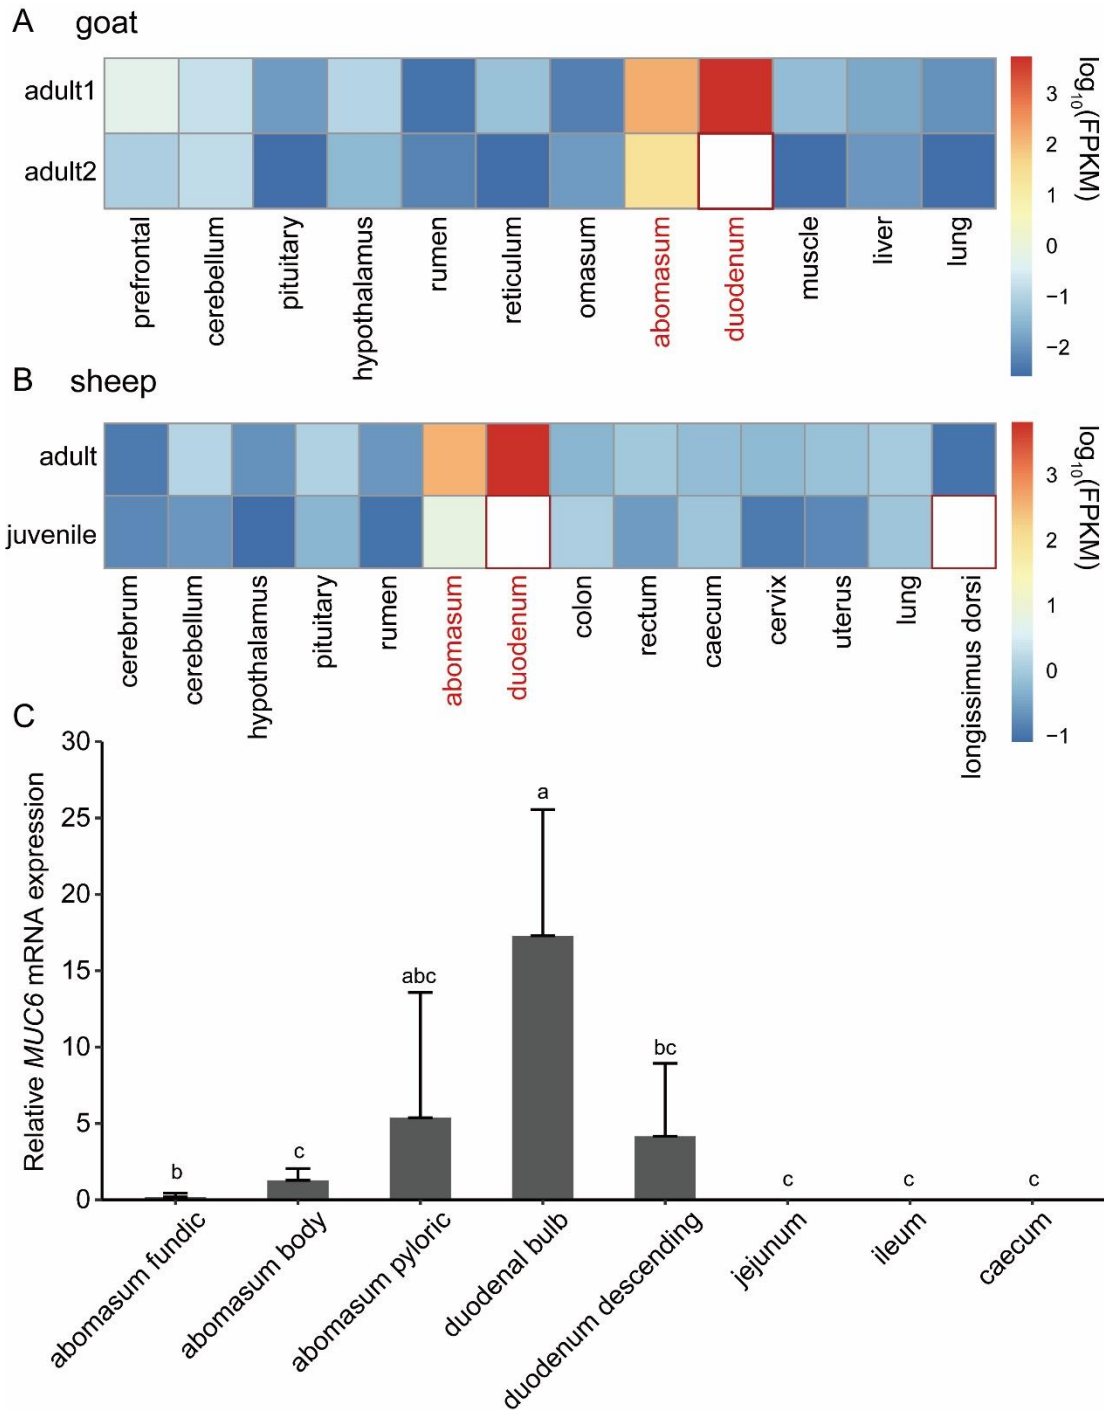 A goat
adult1
adult2
prefrontal
cerebellum
pituitary
hypothalamus
rumen
reticulum
omasum
abomasum
duodenum
muscle
liver
lung
3
2
1
0
−1
−2
log₁₀(FPKM)
B sheep
adult
juvenile
cerebrum
cerebellum
hypothalamus
pituitary
rumen
abomasum
duodenum
colon
rectum
caecum
cervix
uterus
lung
longissimus dorsi
3
2
1
0
−1
log₁₀(FPKM)
C
Relative MUC6 mRNA expression
30
25
20
15
10
5
0
b
c
abc
a
bc
c
c
c
abomasum fundic
abomasum body
abomasum pyloric
duodenal bulb
duodenum descending
jejunum
ileum
caecum